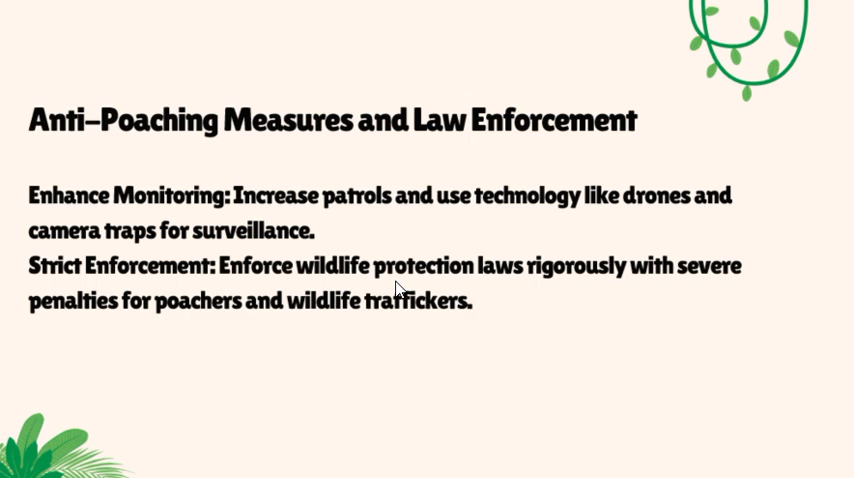 Anti-Poaching Measures and Law Enforcement
Enhance Monitoring: Increase patrols and use technology like drones and
camera traps for surveillance.
Strict Enforcement: Enforce wildlife protection laws rigorously with severe
penalties for poachers and wildlife traffickers.